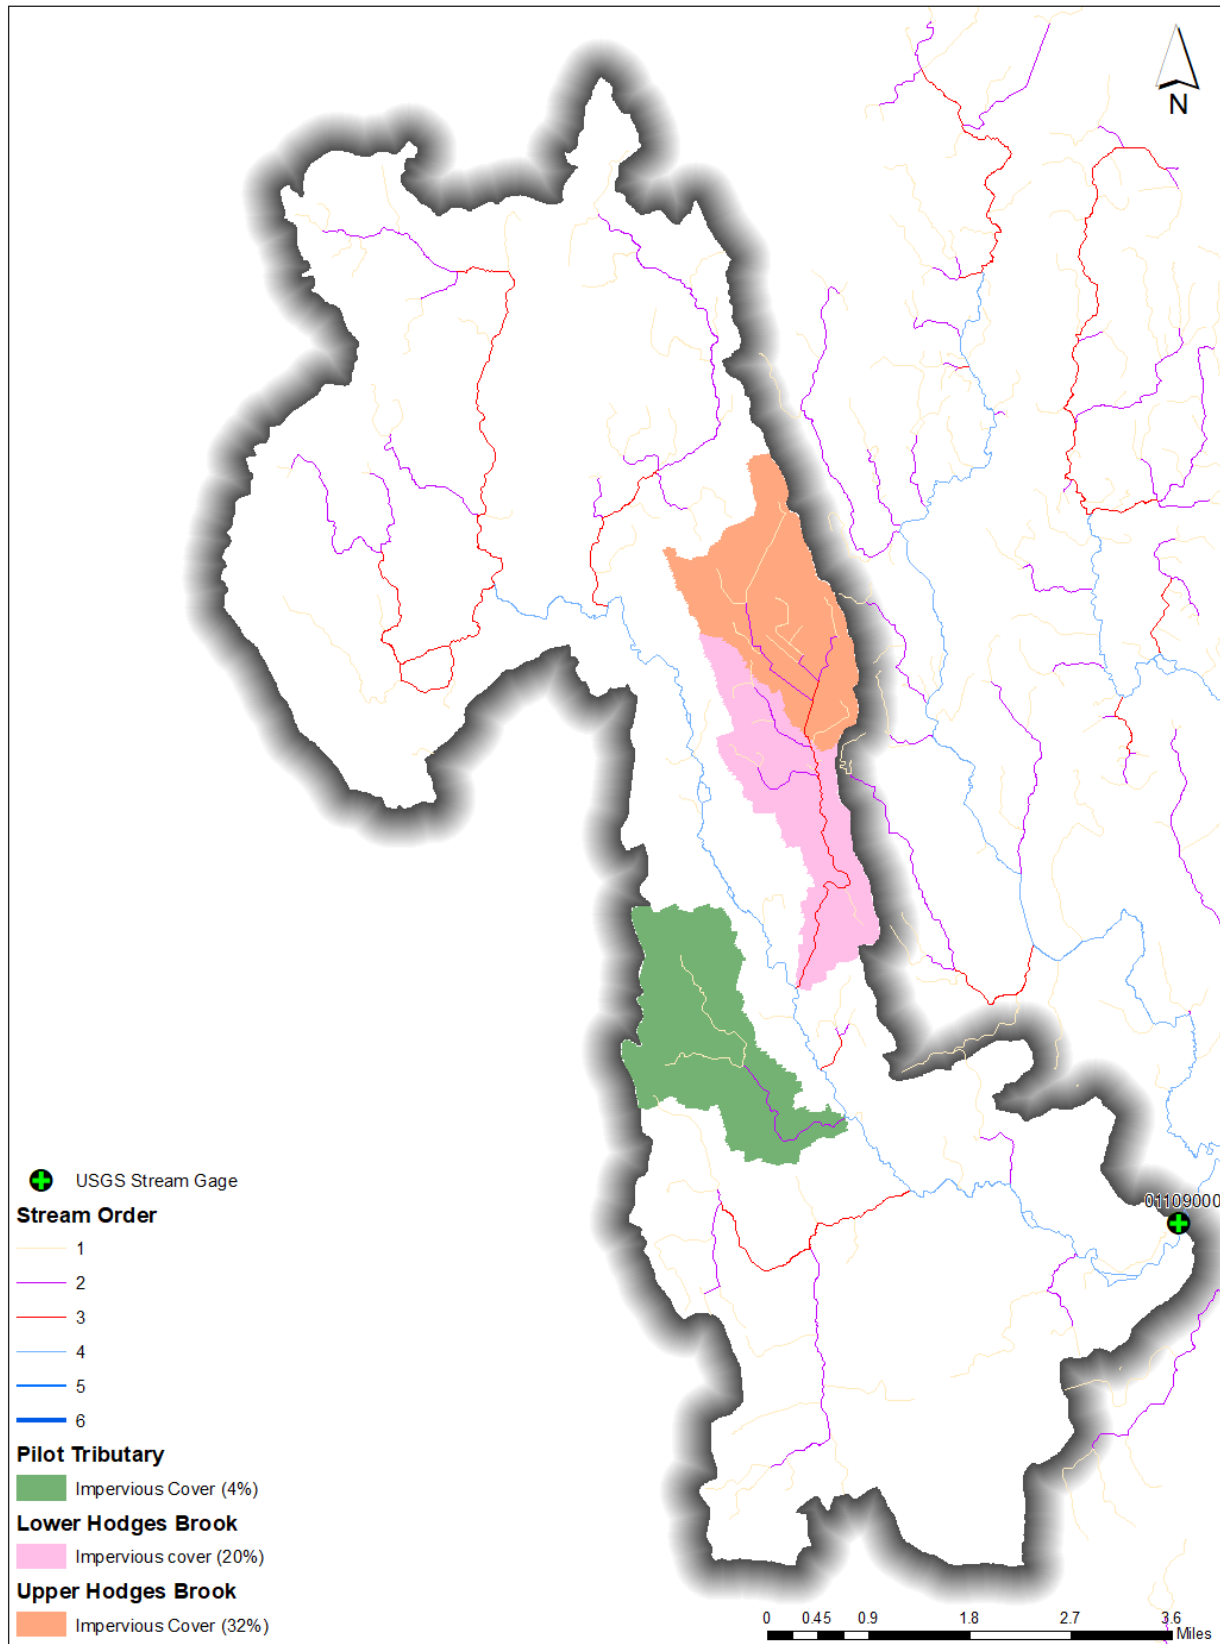 N
01109000
USGS Stream Gage
Stream Order
1
2
3
4
5
6
Pilot Tributary
Impervious Cover (4%)
Lower Hodges Brook
Impervious cover (20%)
Upper Hodges Brook
Impervious Cover (32%)
0 0.45 0.9 1.8 2.7 3.6
Miles